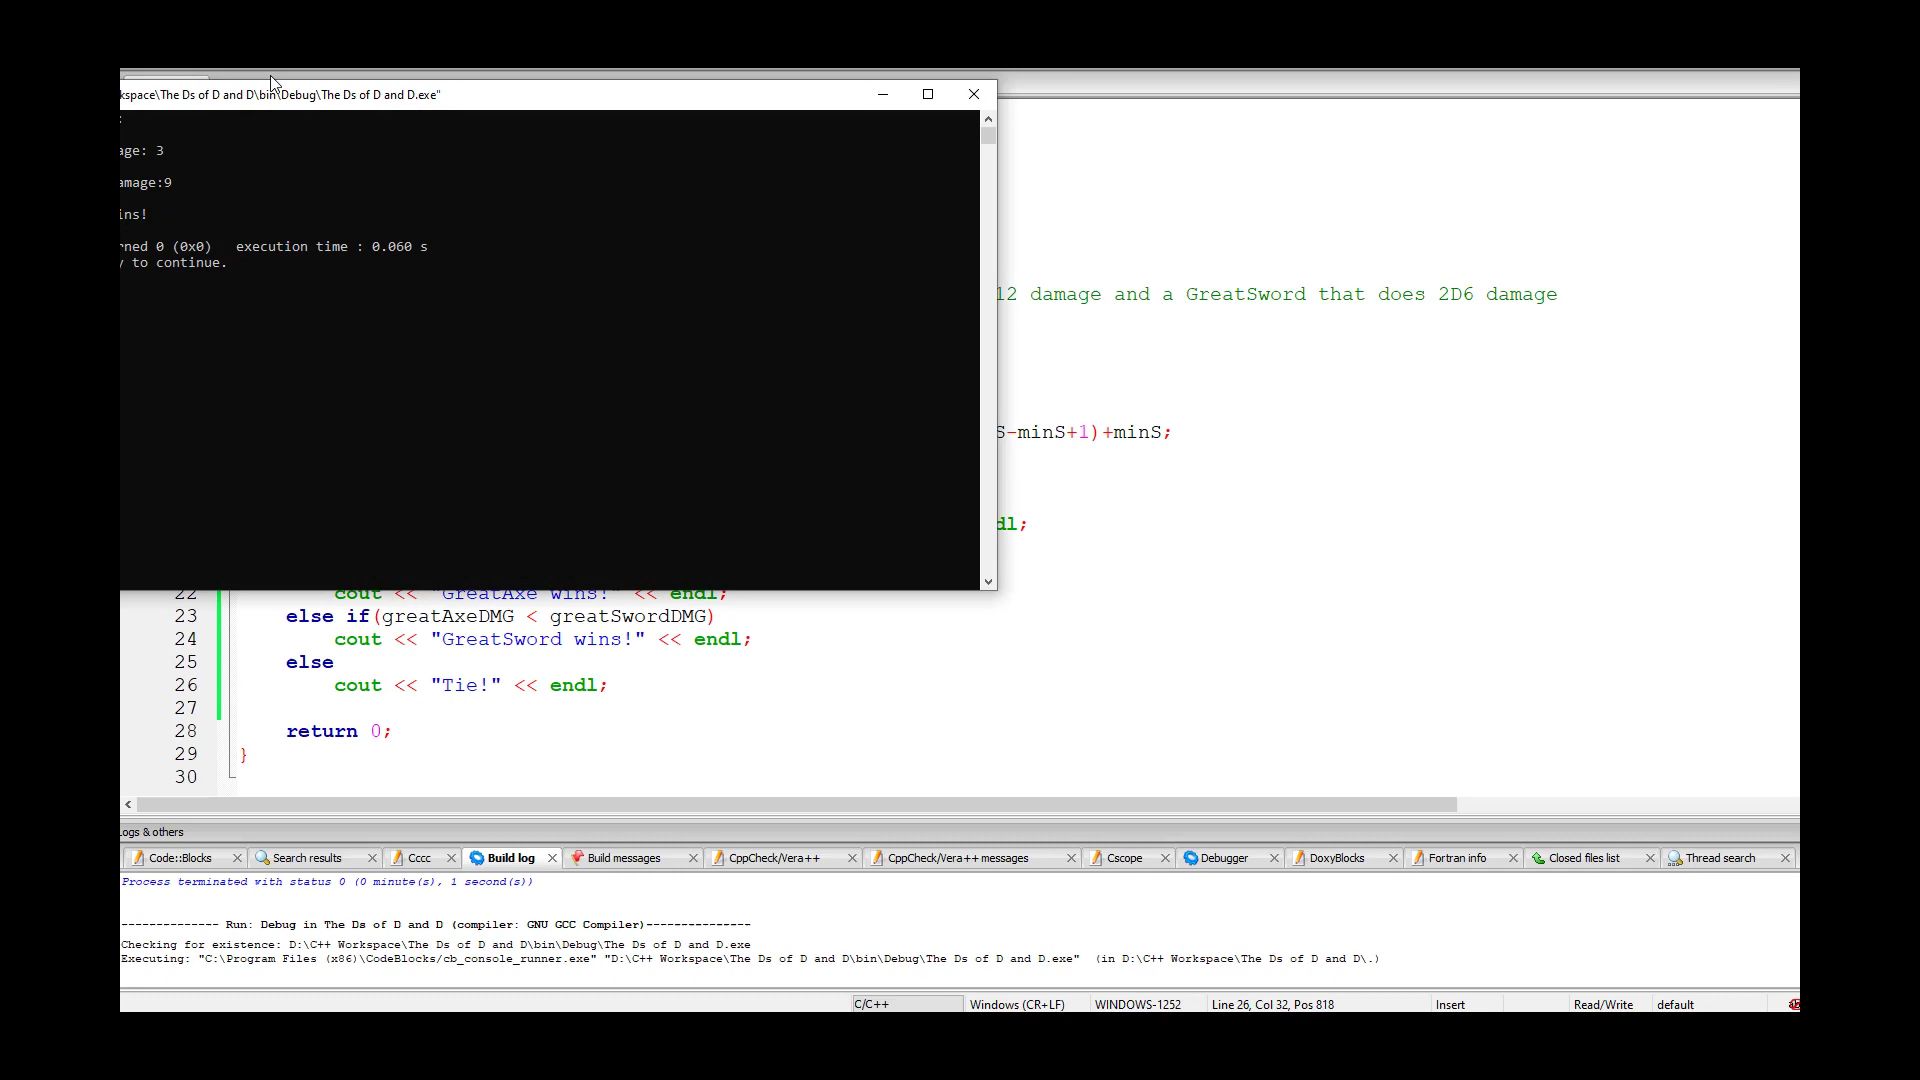 kspace\The Ds of D and D\bin\Debug\The Ds of D and D.exe"
:
age: 3
amage:9
ins!
rned 0 (0x0)   execution time : 0.060 s
y to continue.
12 damage and a GreatSword that does 2D6 damage
S-minS+1)+minS;
dl;
22 cout << "GreatAxe wins!" << endl;
23 else if(greatAxeDMG < greatSwordDMG)
24 cout << "GreatSword wins!" << endl;
25 else
26 cout << "Tie!" << endl;
27
28 return 0;
29 }
30
Logs & others
Code::Blocks Search results Cccc Build log Build messages CppCheck/Vera++ CppCheck/Vera++ messages Cscope Debugger DoxyBlocks Fortran info Closed files list Thread search
Process terminated with status 0 (0 minute(s), 1 second(s))
-------------- Run: Debug in The Ds of D and D (compiler: GNU GCC Compiler)---------------
Checking for existence: D:\C++ Workspace\The Ds of D and D\bin\Debug\The Ds of D and D.exe
Executing: "C:\Program Files (x86)\CodeBlocks/cb_console_runner.exe" "D:\C++ Workspace\The Ds of D and D\bin\Debug\The Ds of D and D.exe"  (in D:\C++ Workspace\The Ds of D and D\.)
C/C++ Windows (CR+LF) WINDOWS-1252 Line 26, Col 32, Pos 818 Insert Read/Write default